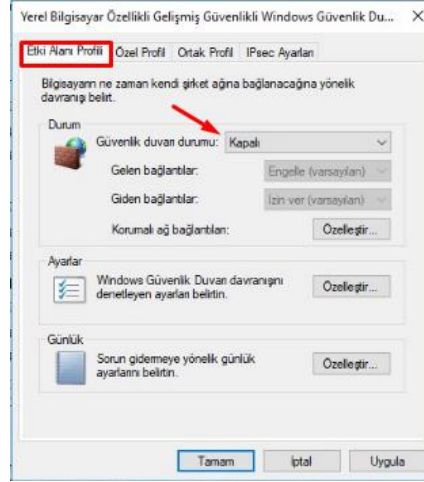 Yerel Bilgisayar Özellikli Gelişmiş Güvenlikli Windows Güvenlik Du...
Etki Alanı Profili Özel Profil Ortak Profil IPsec Ayarları
Bilgisayarın ne zaman kendi şirket ağına bağlanacağına yönelik
davranışı belirt.
Durum
Güvenlik duvarı durumu: Kapalı
Gelen bağlantılar: Engelle (varsayılan)
Giden bağlantılar: İzin ver (varsayılan)
Korumalı ağ bağlantıları: Özelleştir...
Ayarlar
Windows Güvenlik Duvarı davranışını
denetleyen ayarları belirtin.
Özelleştir...
Günlük
Sorun gidermeye yönelik günlük
ayarlarını belirtin.
Özelleştir...
Tamam İptal Uygula